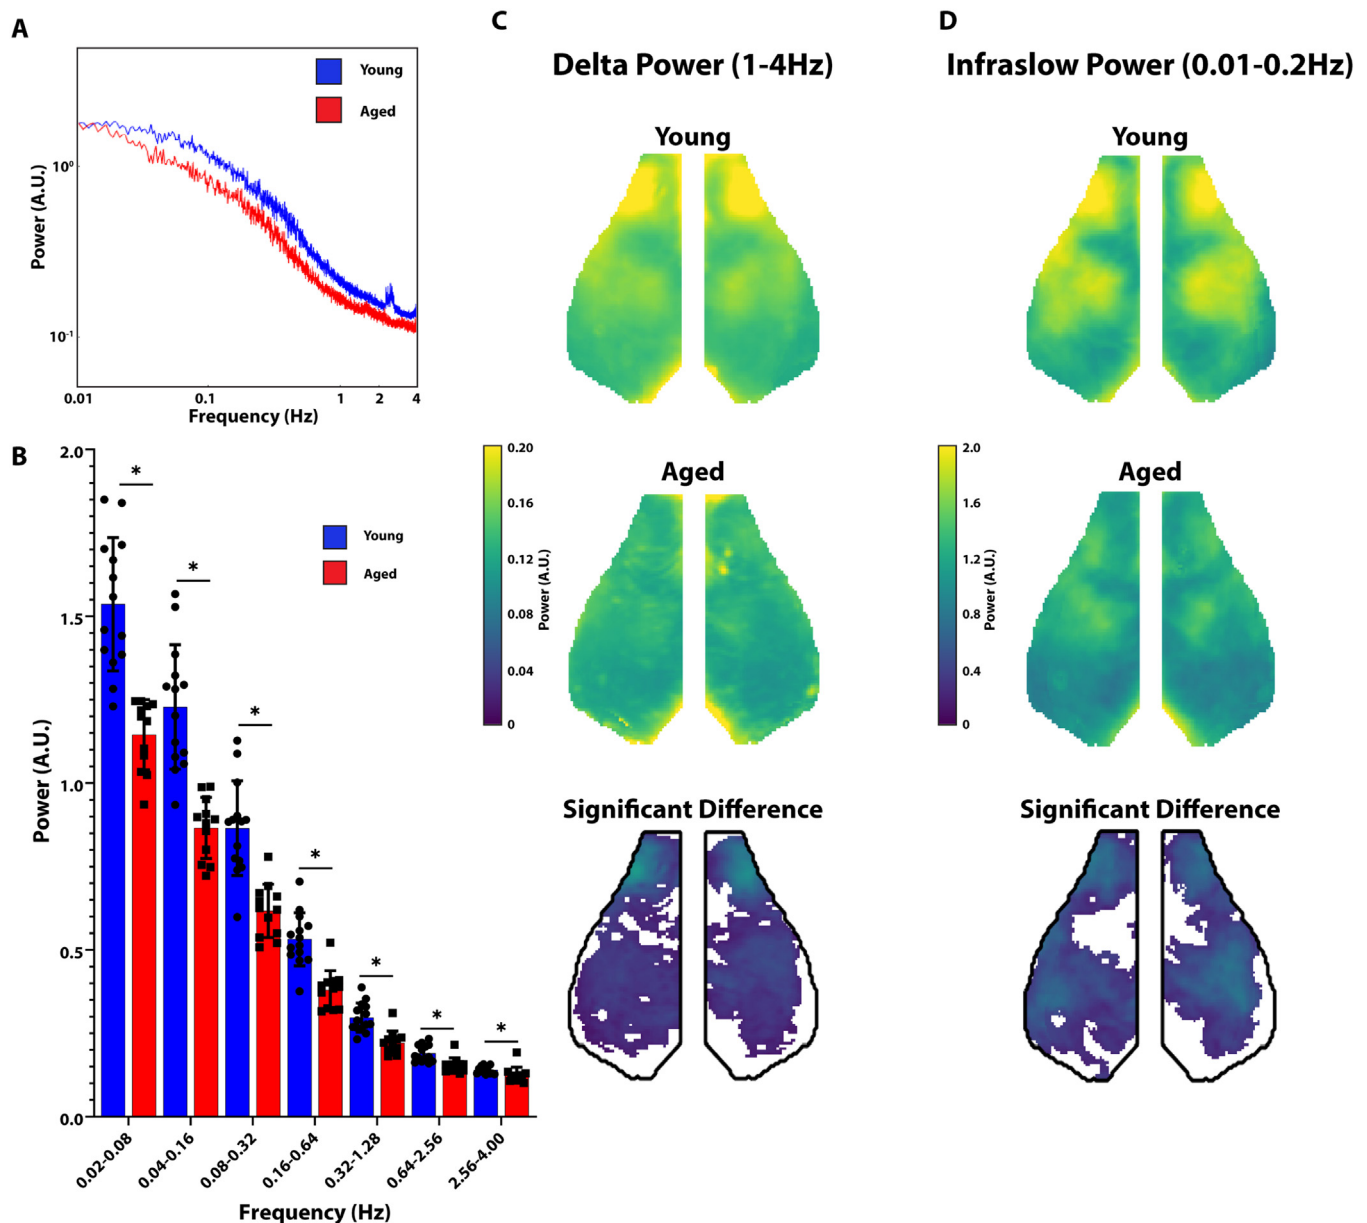 A
Young
Aged
10⁰
10⁻¹
Power (A.U.)
0.01
0.1
1
2
4
Frequency (Hz)
B
2.0
1.5
1.0
0.5
0.0
Power (A.U.)
Young
Aged
*
*
*
*
*
*
*
0.02-0.08
0.04-0.16
0.08-0.32
0.16-0.64
0.32-1.28
0.64-2.56
2.56-4.00
Frequency (Hz)
C
Delta Power (1-4Hz)
Young
Aged
0.20
0.16
0.12
0.08
0.04
0
Power (A.U.)
Significant Difference
D
Infraslow Power (0.01-0.2Hz)
Young
Aged
2.0
1.6
1.2
0.8
0.4
0
Power (A.U.)
Significant Difference